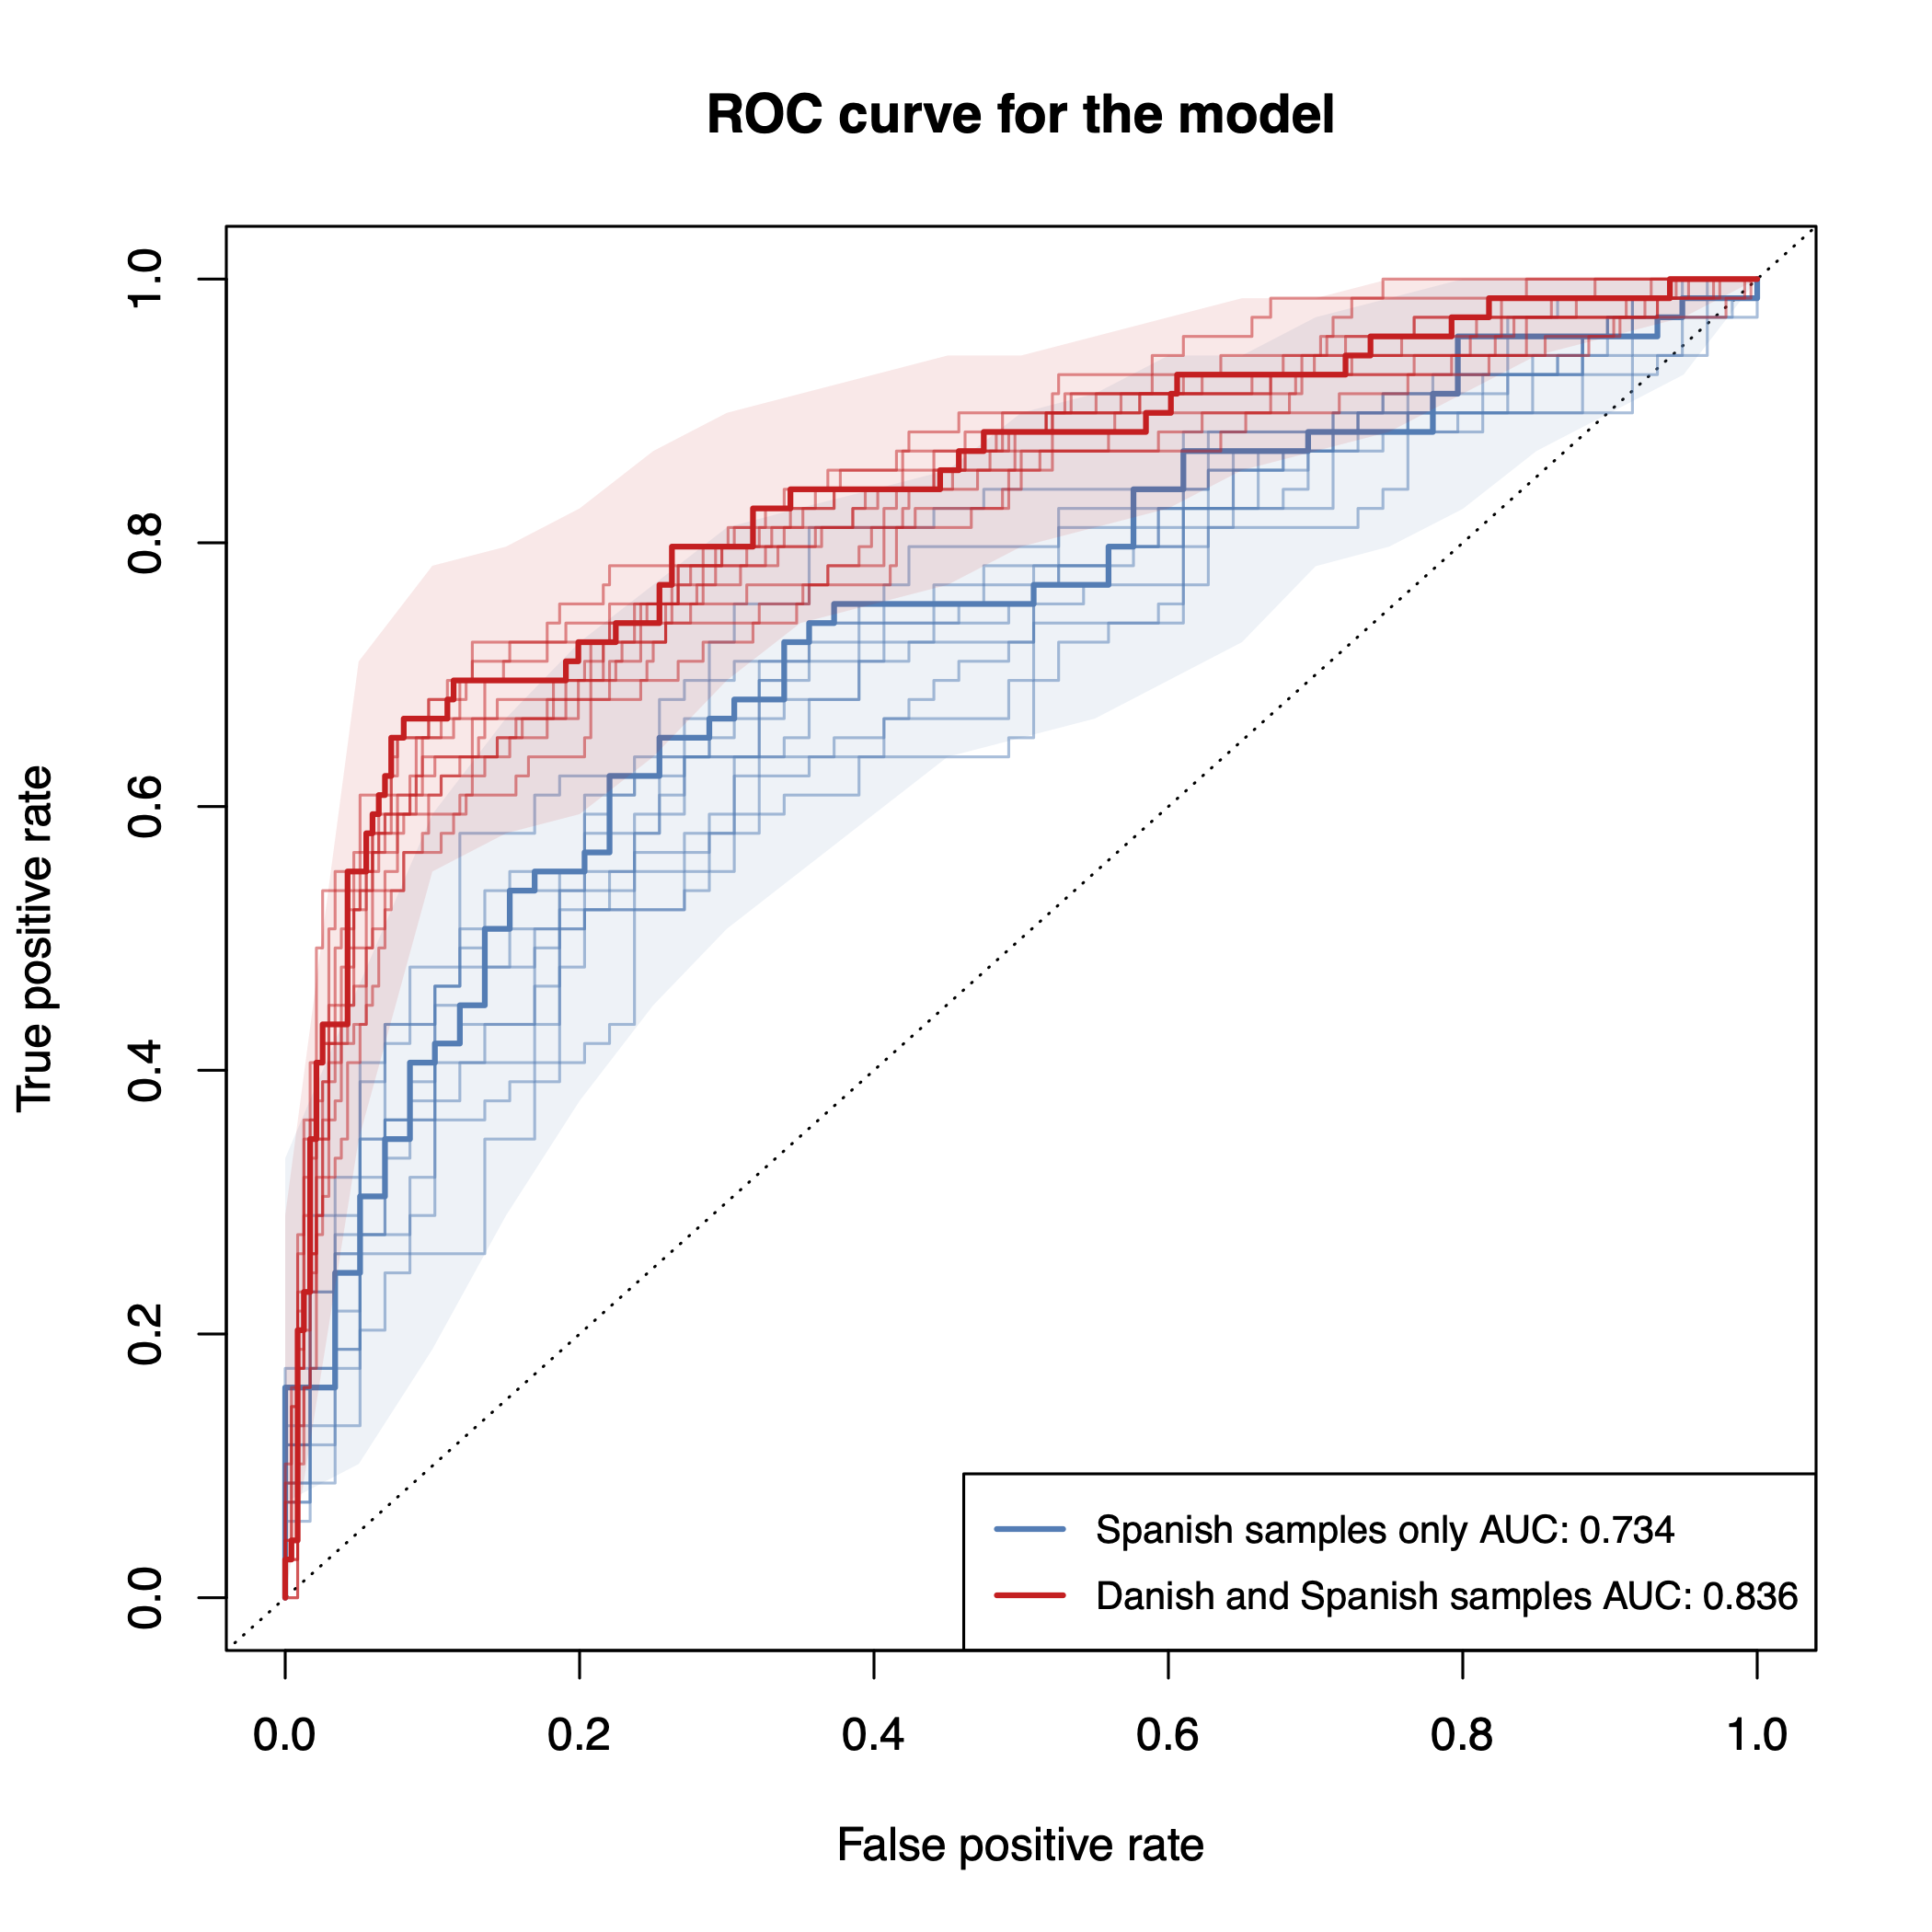 ROC curve for the model
True positive rate
1.0
0.8
0.6
0.4
0.2
0.0
Spanish samples only AUC: 0.734
Danish and Spanish samples AUC: 0.836
0.0 0.2 0.4 0.6 0.8 1.0
False positive rate